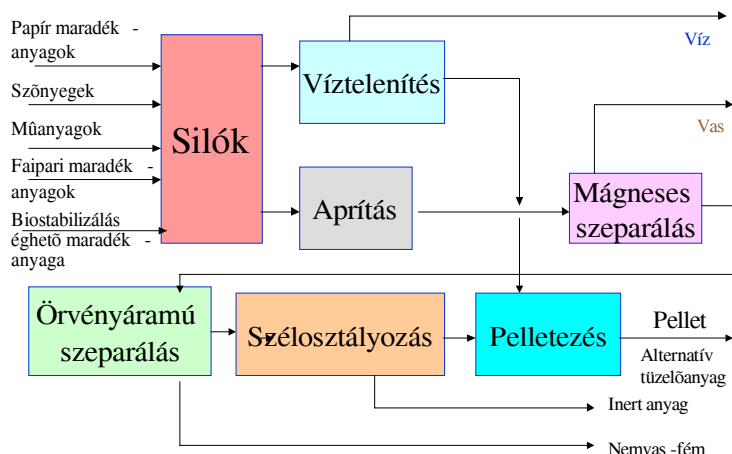 Papír maradék -
anyagok
Szõnyegek
Mûanyagok
Faipari maradék -
anyagok
Biostabilizálás
éghetõ maradék -
anyaga
Silók
Víztelenítés
Víz
Aprítás
Vas
Mágneses
szeparálás
Örvényáramú
szeparálás
Szélosztályozás
Pelletezés
Pellet
Alternatív
tüzelõanyag
Inert anyag
Nemvas -fém